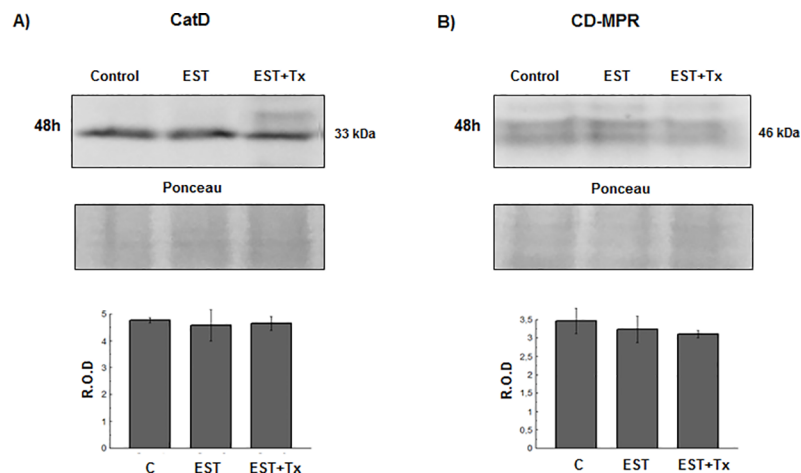 A)
CatD
Control EST EST+Tx
48h
33 kDa
Ponceau
5
4
3
2
1
0
R.O.D
C EST EST+Tx
B)
CD-MPR
Control EST EST+Tx
48h
46 kDa
Ponceau
3,5
3
2,5
2
1,5
1
0,5
0
R.O.D
C EST EST+Tx